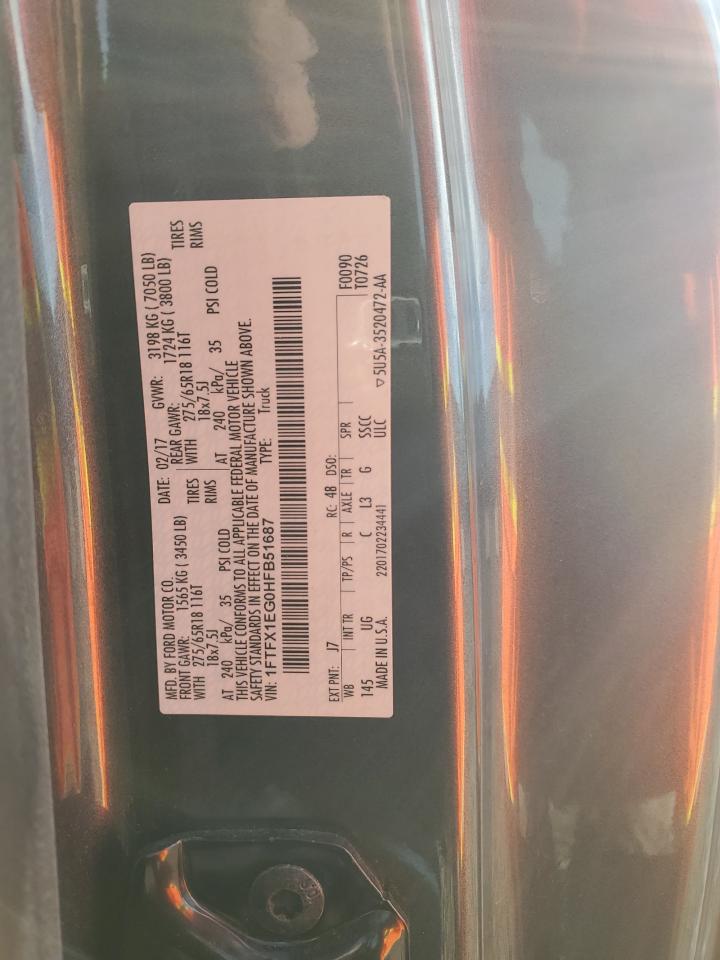 MFD. BY FORD MOTOR CO. DATE: 02/17 GVWR: 3198 KG ( 7050 LB)
FRONT GAWR: 1565 KG ( 3450 LB) REAR GAWR: 1724 KG ( 3800 LB)
WITH 275/65R18 116T TIRES WITH 275/65R18 116T TIRES
18x7.5J RIMS 18x7.5J RIMS
AT 240 kPa/ 35 PSI COLD AT 240 kPa/ 35 PSI COLD
THIS VEHICLE CONFORMS TO ALL APPLICABLE FEDERAL MOTOR VEHICLE
SAFETY STANDARDS IN EFFECT ON THE DATE OF MANUFACTURE SHOWN ABOVE.
VIN: 1FTFX1EG0HFB51687 TYPE: Truck
EXT PNT: J7 RC: 48 DSO: F0090
WB INT TR TP/PS R AXLE TR SPR T0726
145 UG C L3 G SSCC
MADE IN U.S.A. 2201702234441 ULC ▽ 5U5A-3520472-AA